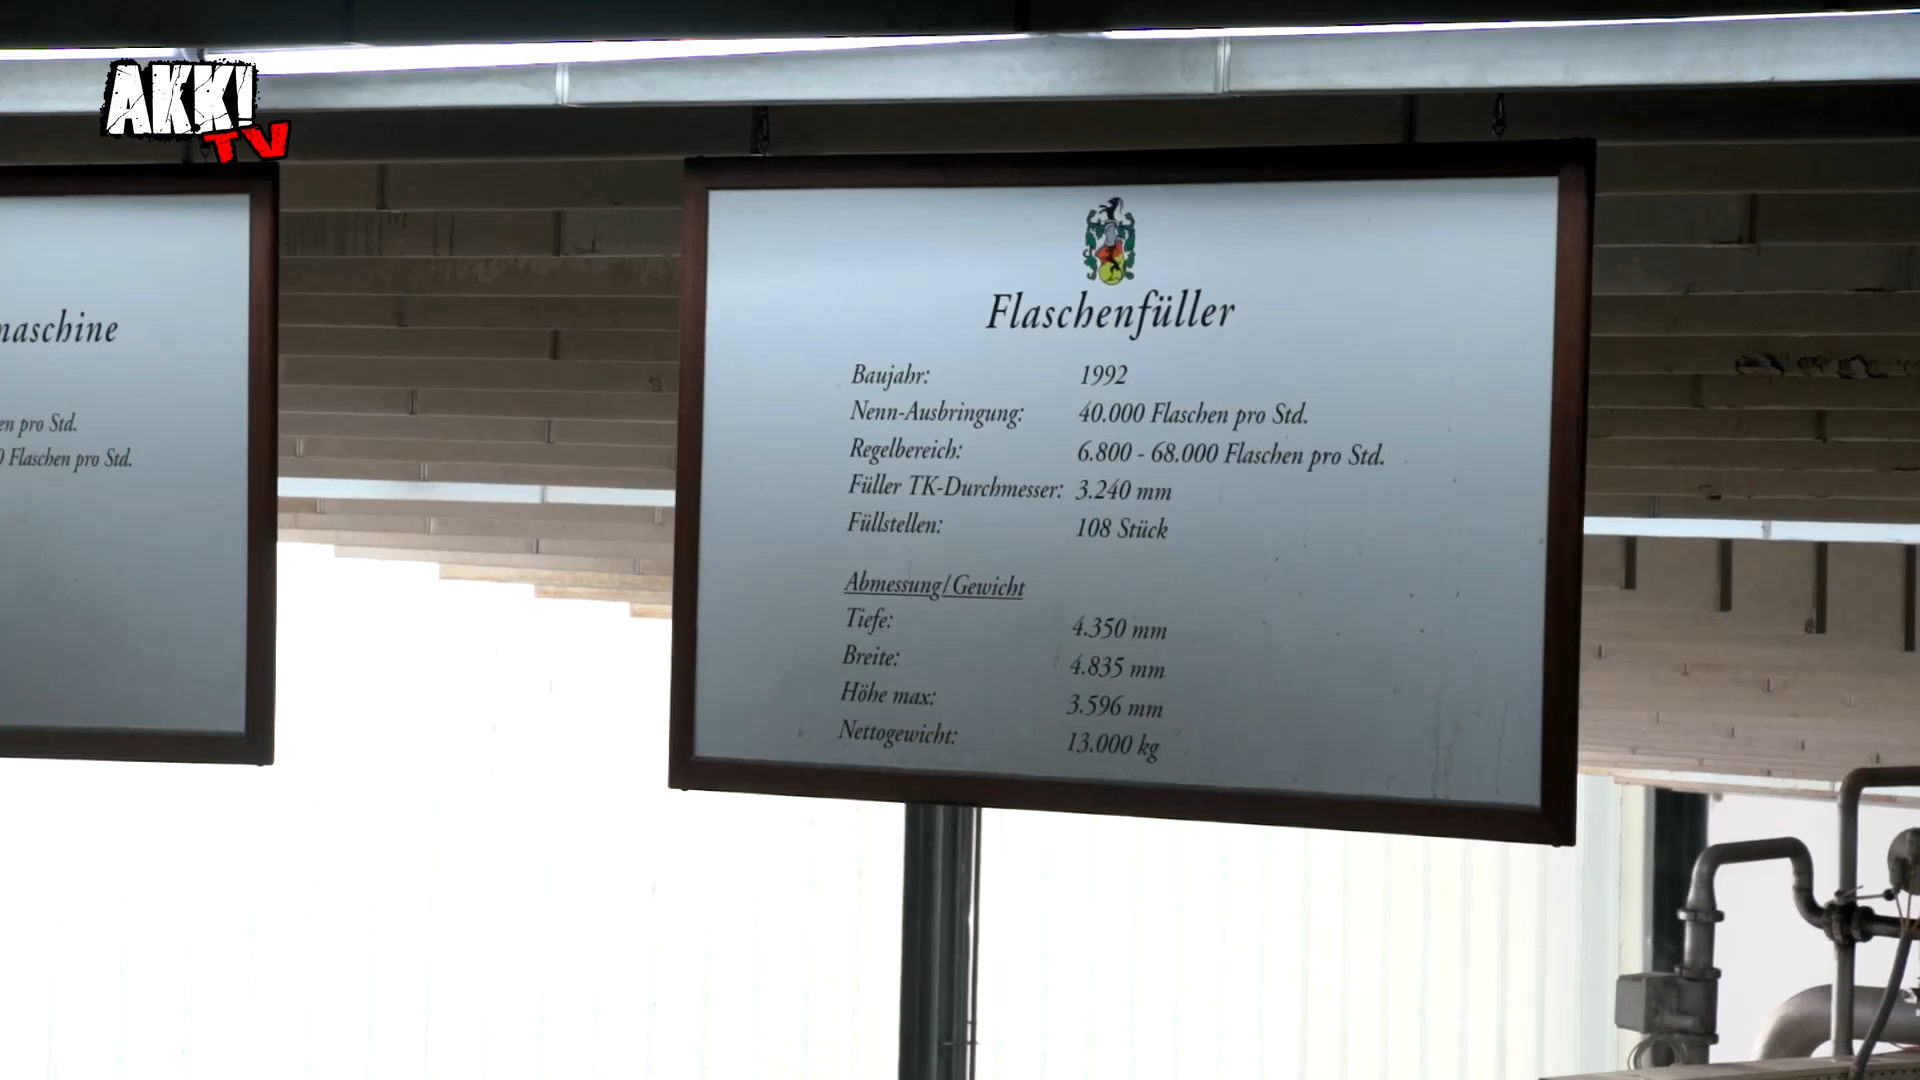 AKK!
TV
maschine
en pro Std.
0 Flaschen pro Std.
Flaschenfüller
Baujahr: 1992
Nenn-Ausbringung: 40.000 Flaschen pro Std.
Regelbereich: 6.800 - 68.000 Flaschen pro Std.
Füller TK-Durchmesser: 3.240 mm
Füllstellen: 108 Stück
Abmessung/Gewicht
Tiefe: 4.350 mm
Breite: 4.835 mm
Höhe max: 3.596 mm
Nettogewicht: 13.000 kg